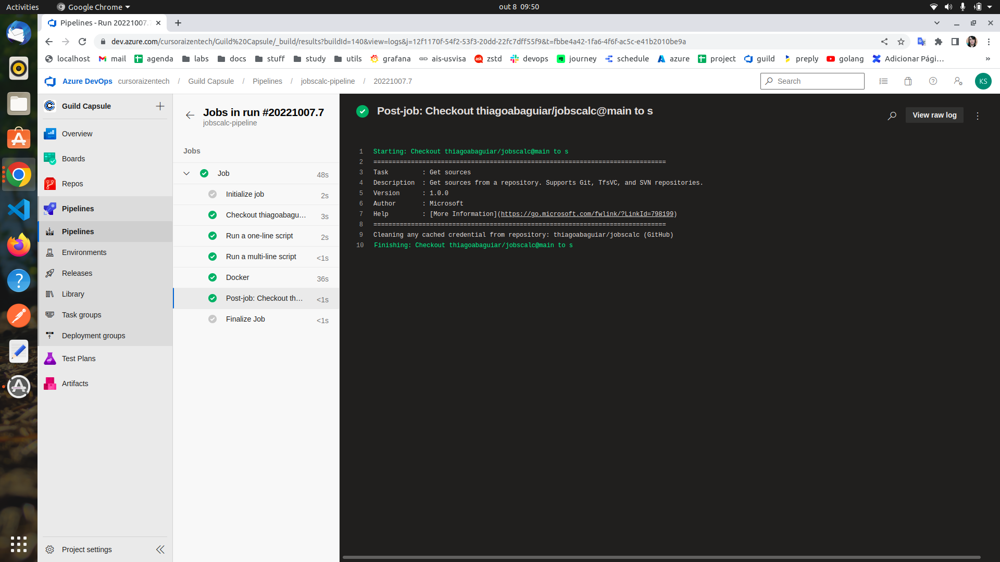 Activities
Google Chrome
out 8 09:50
Pipelines - Run 20221007.7
dev.azure.com/cursoraizentech/Guild%20Capsule/_build/results?buildId=140&view=logs&j=12f1170f-54f2-53f3-20dd-22fc7dff55f9&t=fbbe4a42-1fa6-4f6f-ac5c-e41b2010be9a
localhost
mail
agenda
labs
docs
stuff
study
utils
grafana
ais-usvisa
zstd
devops
journey
schedule
azure
project
guild
preply
golang
Adicionar Pági…
»
Azure DevOps
cursoraizentech / Guild Capsule / Pipelines / jobscalc-pipeline / 20221007.7
Search
KS
Guild Capsule
Overview
Boards
Repos
Pipelines
Pipelines
Environments
Releases
Library
Task groups
Deployment groups
Test Plans
Artifacts
Project settings
Jobs in run #20221007.7
jobscalc-pipeline
Jobs
Job 48s
Initialize job 2s
Checkout thiagoabagu… 3s
Run a one-line script 2s
Run a multi-line script <1s
Docker 36s
Post-job: Checkout th… <1s
Finalize Job <1s
Post-job: Checkout thiagoabaguiar/jobscalc@main to s
View raw log
1 Starting: Checkout thiagoabaguiar/jobscalc@main to s
2 ==============================================================================
3 Task         : Get sources
4 Description  : Get sources from a repository. Supports Git, TfsVC, and SVN repositories.
5 Version      : 1.0.0
6 Author       : Microsoft
7 Help         : [More Information](https://go.microsoft.com/fwlink/?LinkId=798199)
8 ==============================================================================
9 Cleaning any cached credential from repository: thiagoabaguiar/jobscalc (GitHub)
10 Finishing: Checkout thiagoabaguiar/jobscalc@main to s